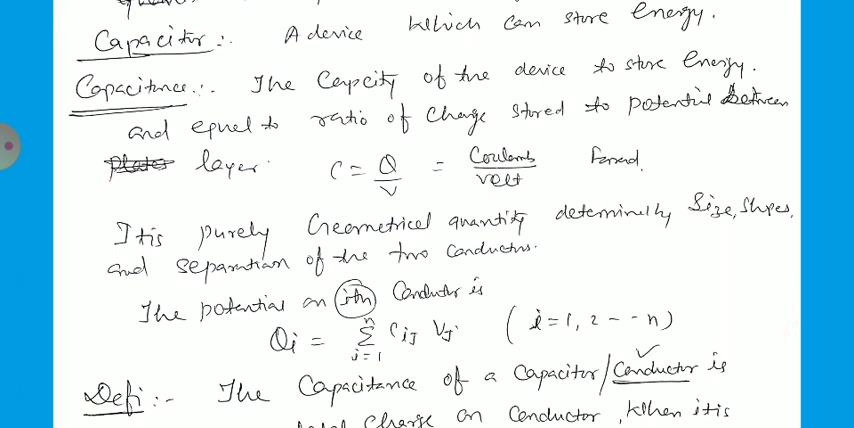 Capacitor :. A device which can store energy.
Capacitance :. The Capcity of the device to store Energy.
and equal to ratio of charge stored to potential between
plates layer. C = Q/V = Coulomb/volt Farad.
It is purely Geometrical quantity determined by Size, Shapes,
and separation of the two conductors.
The potential on ith Conductor is
Qi = n Σ j=1 Cij Vj. ( i = 1, 2 - - n)
Defi :- The Capacitance of a Capacitor/Conductor is
total charge on Conductor, when it is